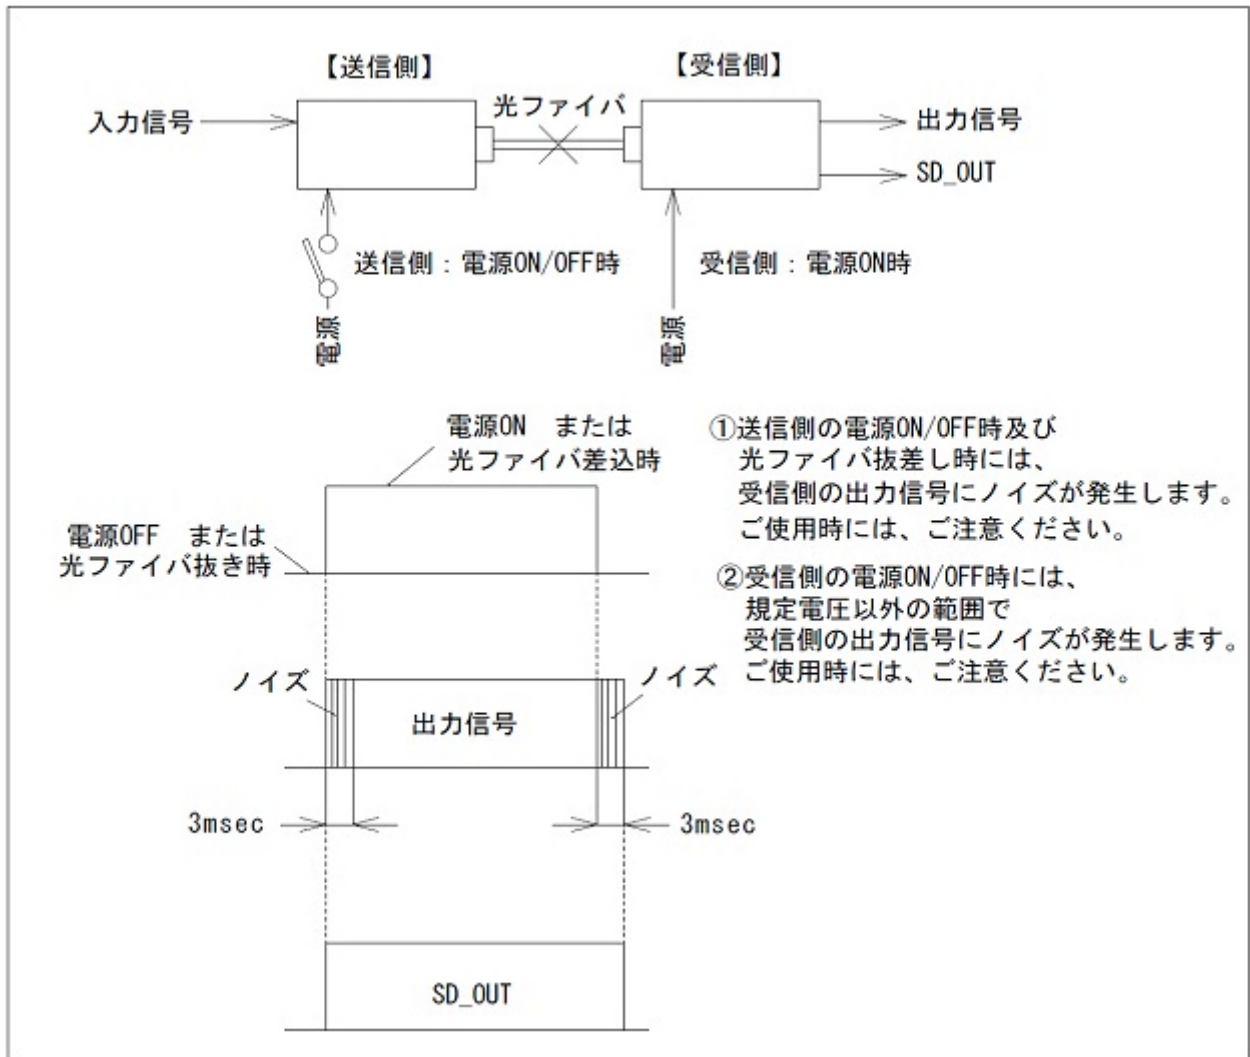 【送信側】
【受信側】
光ファイバ
入力信号
出力信号
SD_OUT
送信側：電源ON/OFF時
受信側：電源ON時
電源
電源
電源ON または
光ファイバ差込時
電源OFF または
光ファイバ抜き時
①送信側の電源ON/OFF時及び
光ファイバ抜差し時には、
受信側の出力信号にノイズが発生します。
ご使用時には、ご注意ください。
②受信側の電源ON/OFF時には、
規定電圧以外の範囲で
受信側の出力信号にノイズが発生します。
ご使用時には、ご注意ください。
ノイズ
ノイズ
出力信号
3msec
3msec
SD_OUT